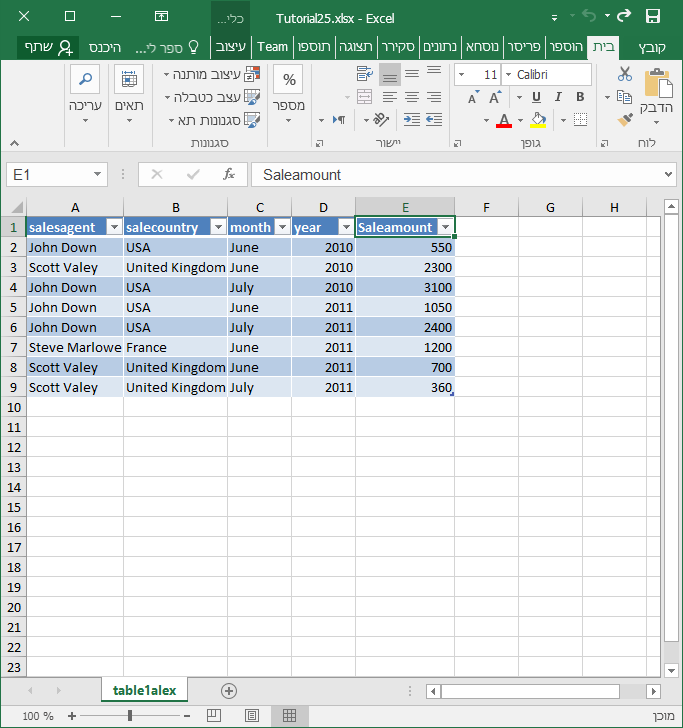 Tutorial25.xlsx - Excel
כלי...
קובץ בית הוספר פריסר נוסחא נתונים סקירר תצוגה תוספו Team עיצוב ספר לי... היכנס שתף
הדבק
לוח
Calibri 11
B I U
A A A
גופן
יישור
%
מספר
עיצוב מותנה
עצב כטבלה
סגנונות תא
סגנונות
תאים
עריכה
E1 fx Saleamount
A B C D E F G H
1 salesagent salecountry month year Saleamount
2 John Down USA June 2010 550
3 Scott Valey United Kingdom June 2010 2300
4 John Down USA July 2010 3100
5 John Down USA June 2011 1050
6 John Down USA July 2011 2400
7 Steve Marlowe France June 2011 1200
8 Scott Valey United Kingdom June 2011 700
9 Scott Valey United Kingdom July 2011 360
10
11
12
13
14
15
16
17
18
19
20
21
22
23
table1alex
מוכן
100 %